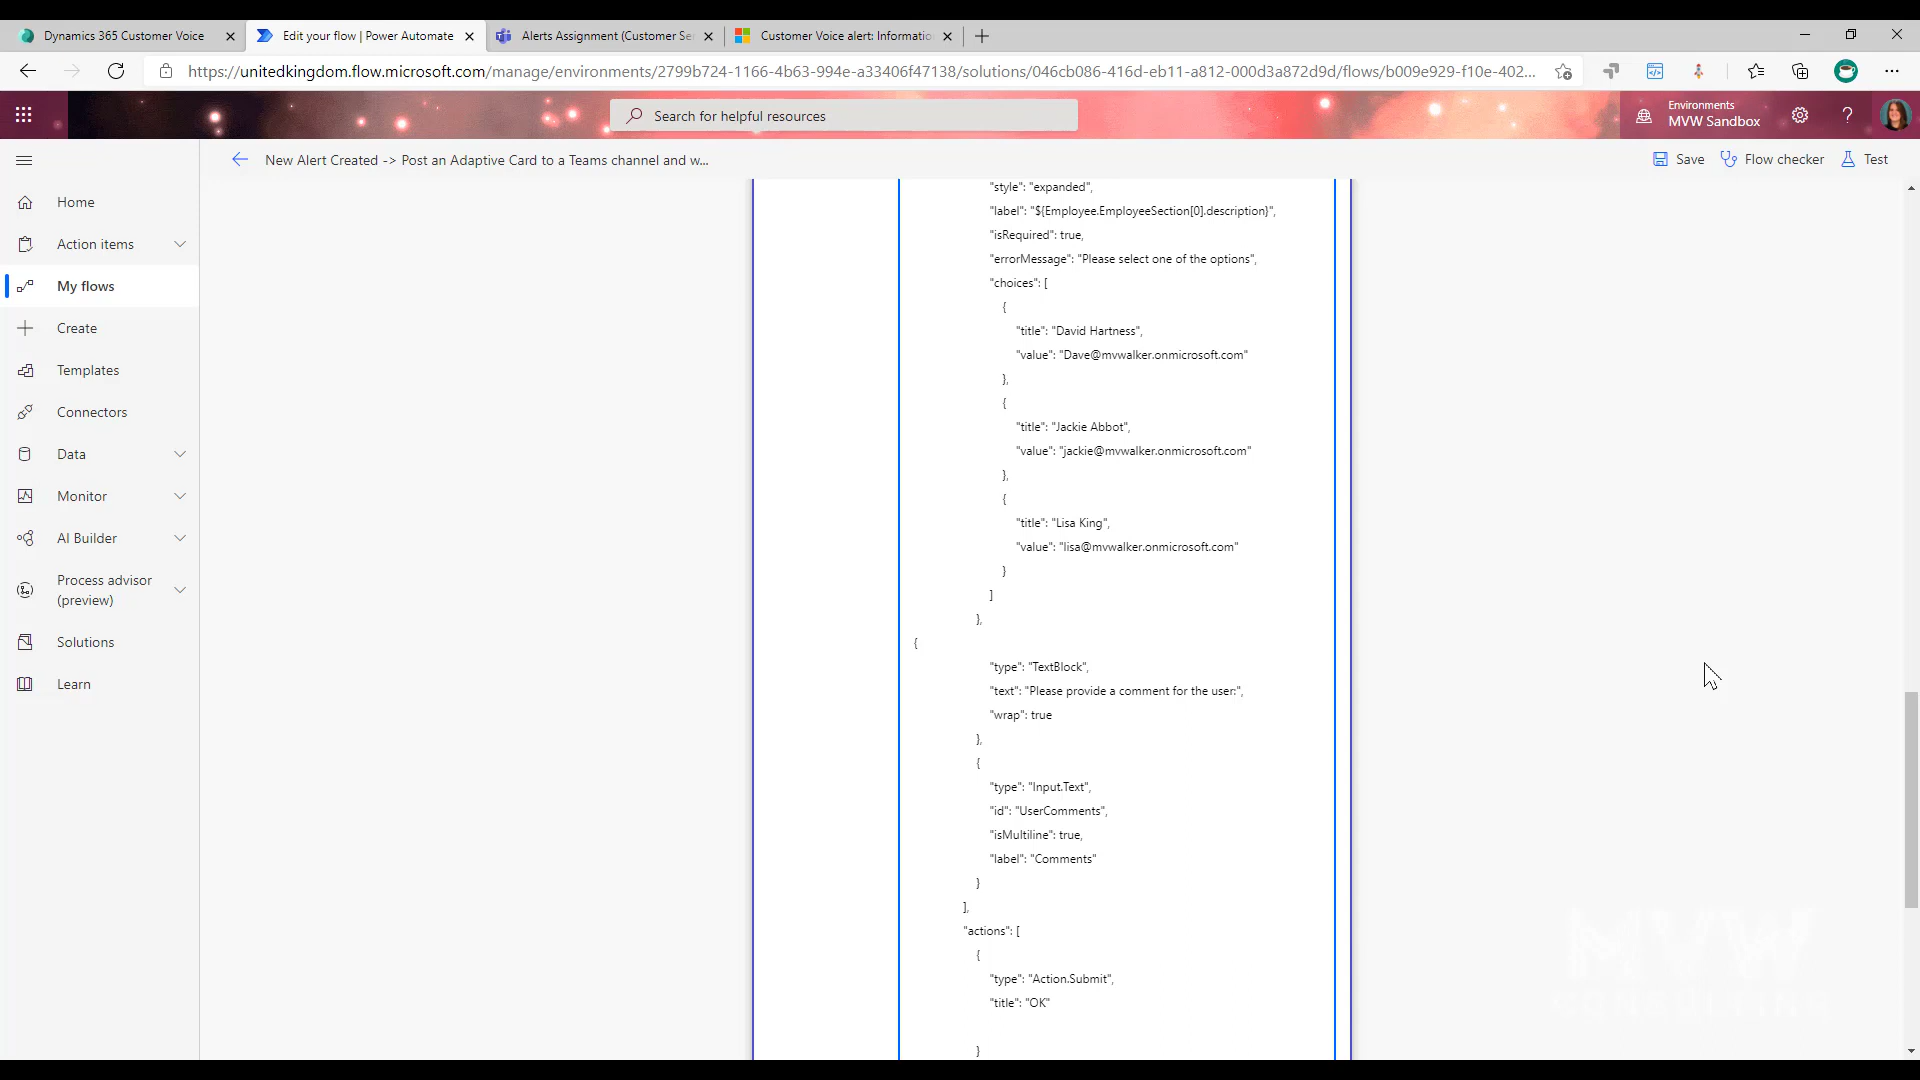 Dynamics 365 Customer Voice
Edit your flow | Power Automate
Alerts Assignment (Customer Se
Customer Voice alert: Informatio
https://unitedkingdom.flow.microsoft.com/manage/environments/2799b724-1166-4b63-994e-a33406f47138/solutions/046cb086-416d-eb11-a812-000d3a872d9d/flows/b009e929-f10e-402...
Search for helpful resources
Environments
MVW Sandbox
New Alert Created -> Post an Adaptive Card to a Teams channel and w...
Save
Flow checker
Test
Home
Action items
My flows
Create
Templates
Connectors
Data
Monitor
AI Builder
Process advisor
(preview)
Solutions
Learn
"style": "expanded",
"label": "${Employee.EmployeeSection[0].description}",
"isRequired": true,
"errorMessage": "Please select one of the options",
"choices": [
{
"title": "David Hartness",
"value": "Dave@mvwalker.onmicrosoft.com"
},
{
"title": "Jackie Abbot",
"value": "jackie@mvwalker.onmicrosoft.com"
},
{
"title": "Lisa King",
"value": "lisa@mvwalker.onmicrosoft.com"
}
]
},
{
"type": "TextBlock",
"text": "Please provide a comment for the user:",
"wrap": true
},
{
"type": "Input.Text",
"id": "UserComments",
"isMultiline": true,
"label": "Comments"
}
],
"actions": [
{
"type": "Action.Submit",
"title": "OK"
}
MVW
CONSULTING